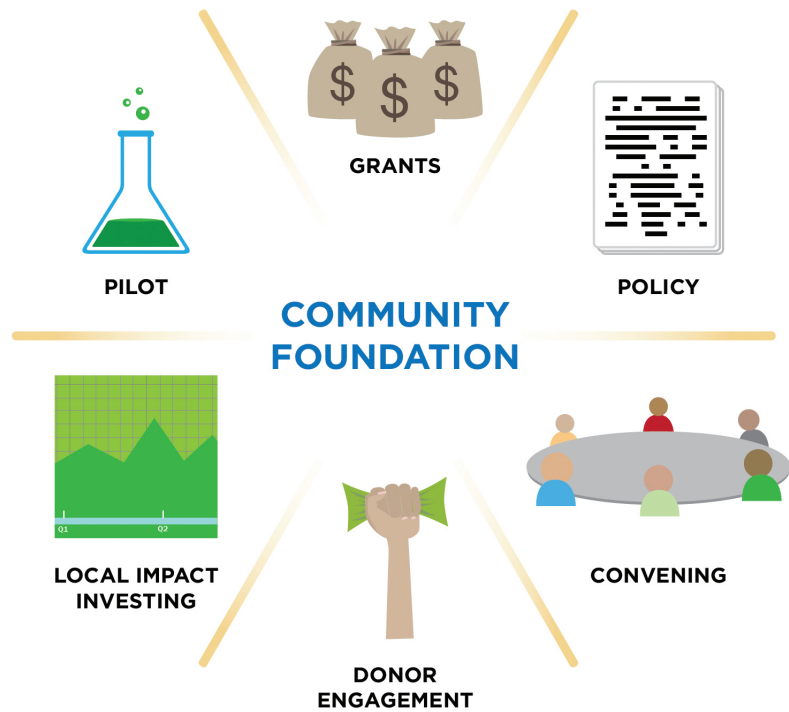 $ $ $
GRANTS
PILOT
POLICY
COMMUNITY
FOUNDATION
Q1 Q2
LOCAL IMPACT
INVESTING
CONVENING
DONOR
ENGAGEMENT